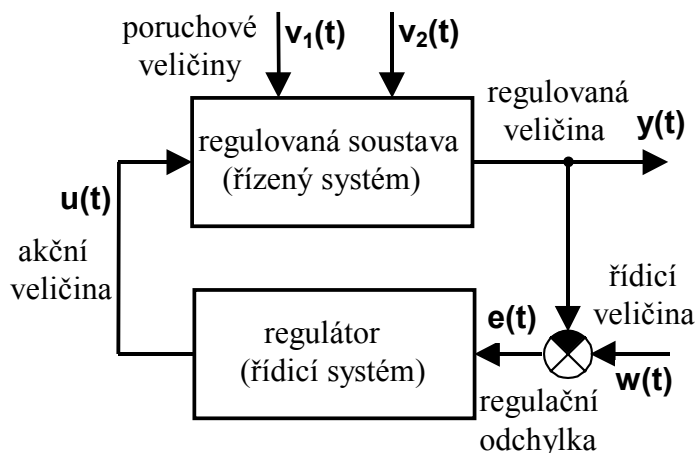 poruchové
veličiny
v₁(t)
v₂(t)
regulovaná
veličina
y(t)
regulovaná soustava
(řízený systém)
u(t)
akční
veličina
řídicí
veličina
regulátor
(řídicí systém)
e(t)
w(t)
regulační
odchylka